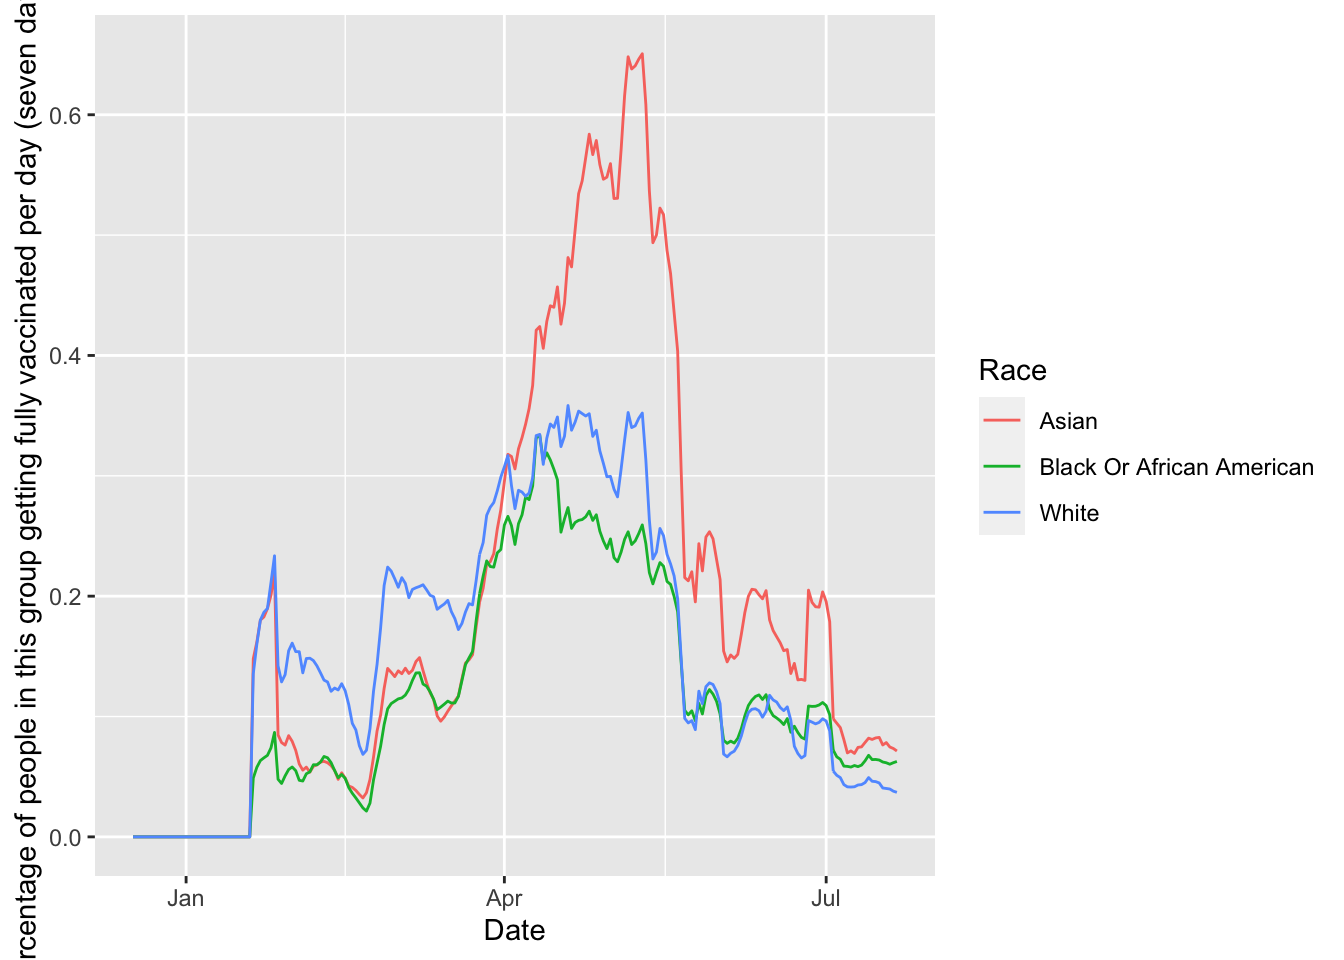 rcentage of people in this group getting fully vaccinated per day (seven da
0.6
0.4
0.2
0.0
Jan
Apr
Jul
Date
Race
Asian
Black Or African American
White